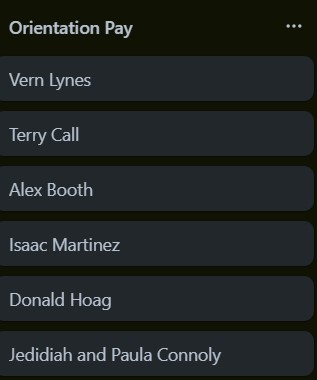 Orientation Pay
Vern Lynes
Terry Call
Alex Booth
Isaac Martinez
Donald Hoag
Jedidiah and Paula Connoly